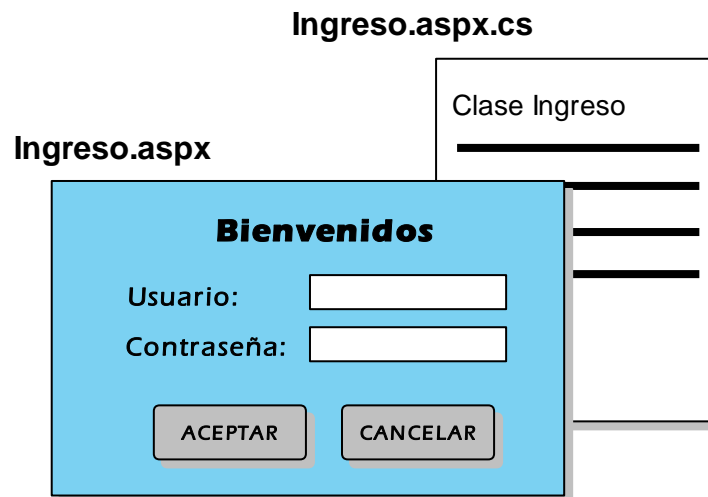 Ingreso.aspx.cs
Clase Ingreso
Ingreso.aspx
Bienvenidos
Usuario:
Contraseña:
ACEPTAR
CANCELAR